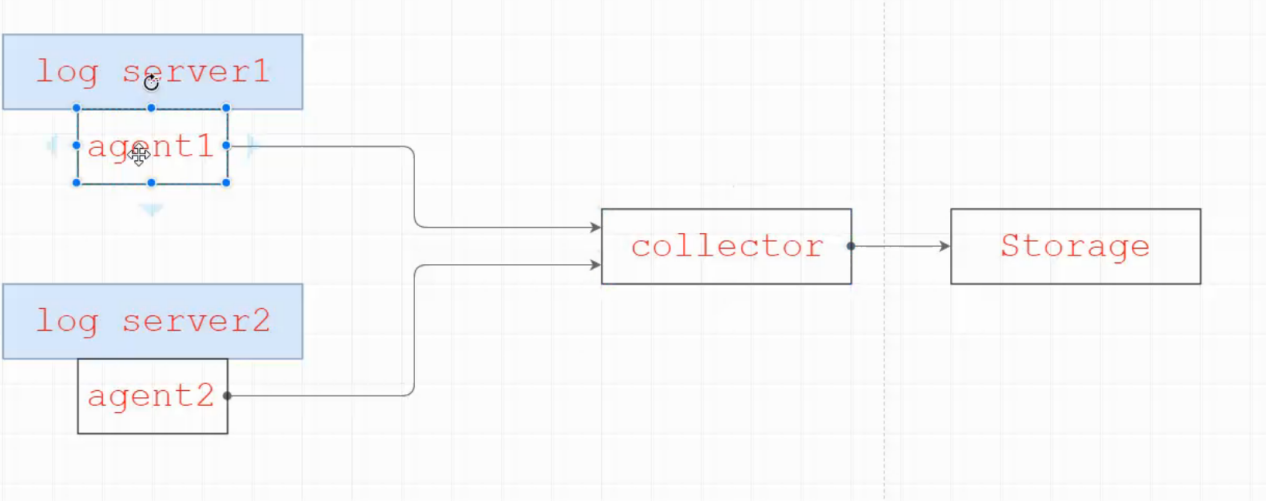 log server1
agent1
collector
Storage
log server2
agent2